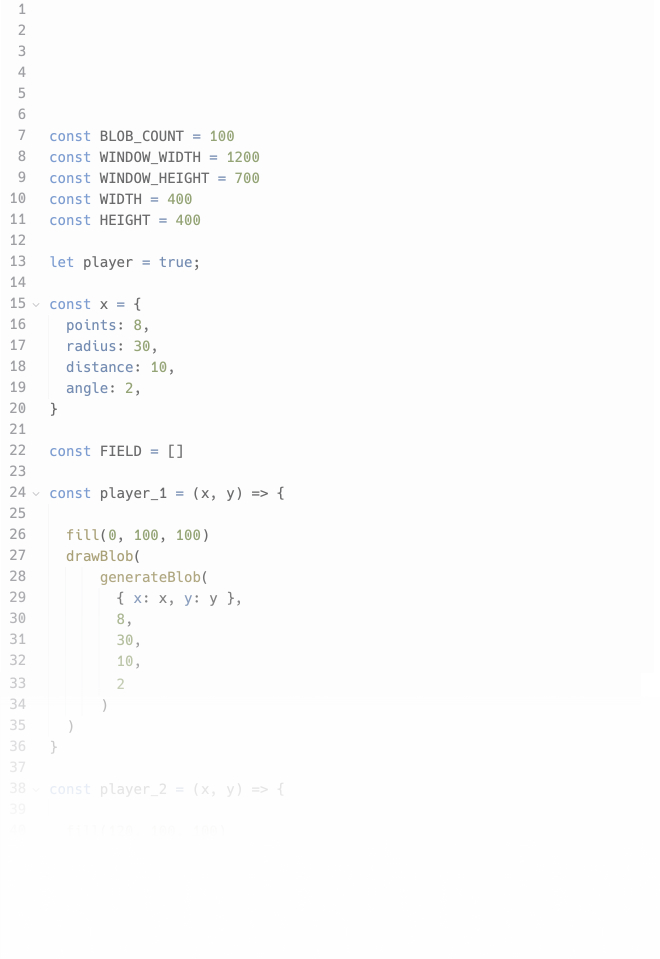 1
2
3
4
5
6
7 const BLOB_COUNT = 100
8 const WINDOW_WIDTH = 1200
9 const WINDOW_HEIGHT = 700
10 const WIDTH = 400
11 const HEIGHT = 400
12
13 let player = true;
14
15 const x = {
16 points: 8,
17 radius: 30,
18 distance: 10,
19 angle: 2,
20 }
21
22 const FIELD = []
23
24 const player_1 = (x, y) => {
25
26 fill(0, 100, 100)
27 drawBlob(
28 generateBlob(
29 { x: x, y: y },
30 8,
31 30,
32 10,
33 2
34 )
35 )
36 }
37
38 const player_2 = (x, y) => {
39